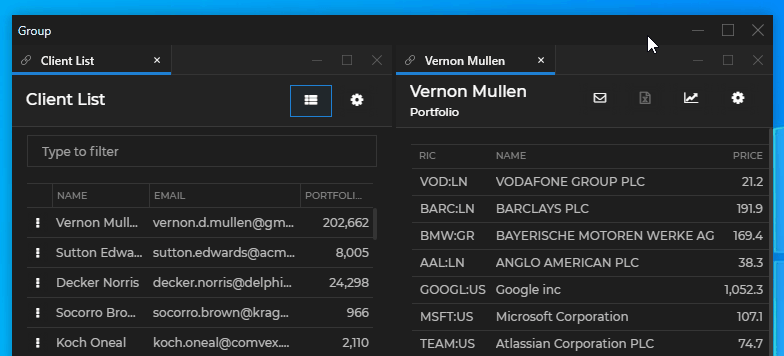 Group
Client List
Client List
Type to filter
NAME EMAIL PORTFOLI...
Vernon Mull... vernon.d.mullen@gm... 202,662
Sutton Edwa... sutton.edwards@acm... 8,005
Decker Norris decker.norris@delphi... 24,298
Socorro Bro... socorro.brown@krag... 966
Koch Oneal koch.oneal@comvex.... 2,110
Vernon Mullen
Vernon Mullen
Portfolio
RIC NAME PRICE
VOD:LN VODAFONE GROUP PLC 21.2
BARC:LN BARCLAYS PLC 191.9
BMW:GR BAYERISCHE MOTOREN WERKE AG 169.4
AAL:LN ANGLO AMERICAN PLC 38.3
GOOGL:US Google inc 1,052.3
MSFT:US Microsoft Corporation 107.1
TEAM:US Atlassian Corporation PLC 74.7